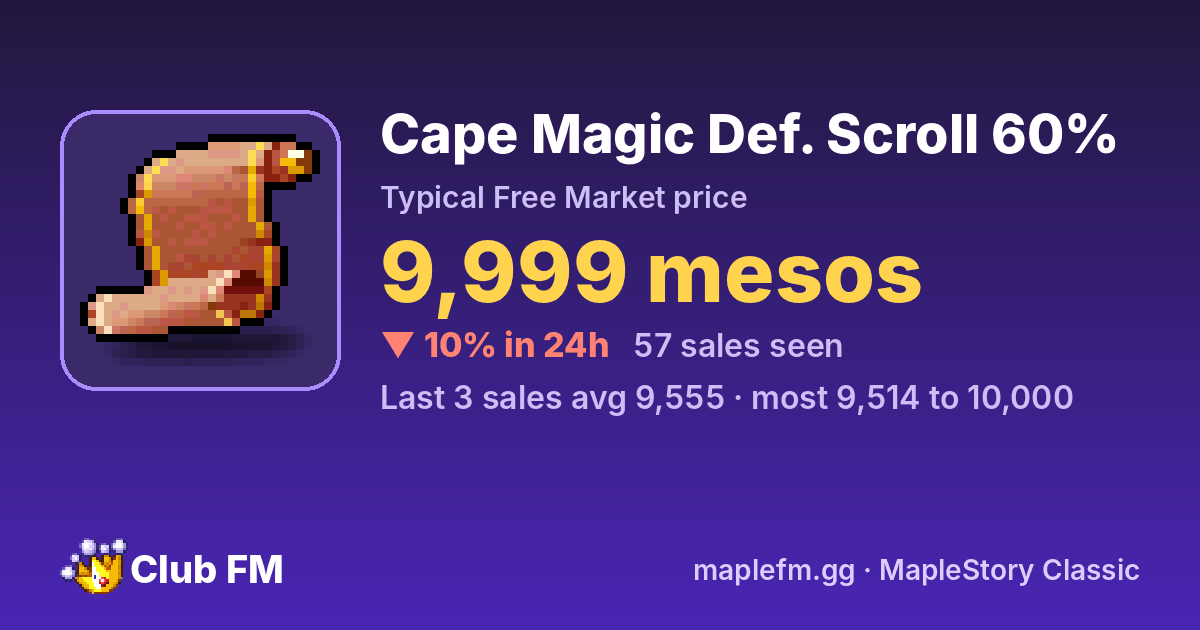 Cape Magic Def. Scroll 60%
Typical Free Market price
9,999 mesos
▼ 10% in 24h 57 sales seen
Last 3 sales avg 9,555 · most 9,514 to 10,000
Club FM
maplefm.gg · MapleStory Classic